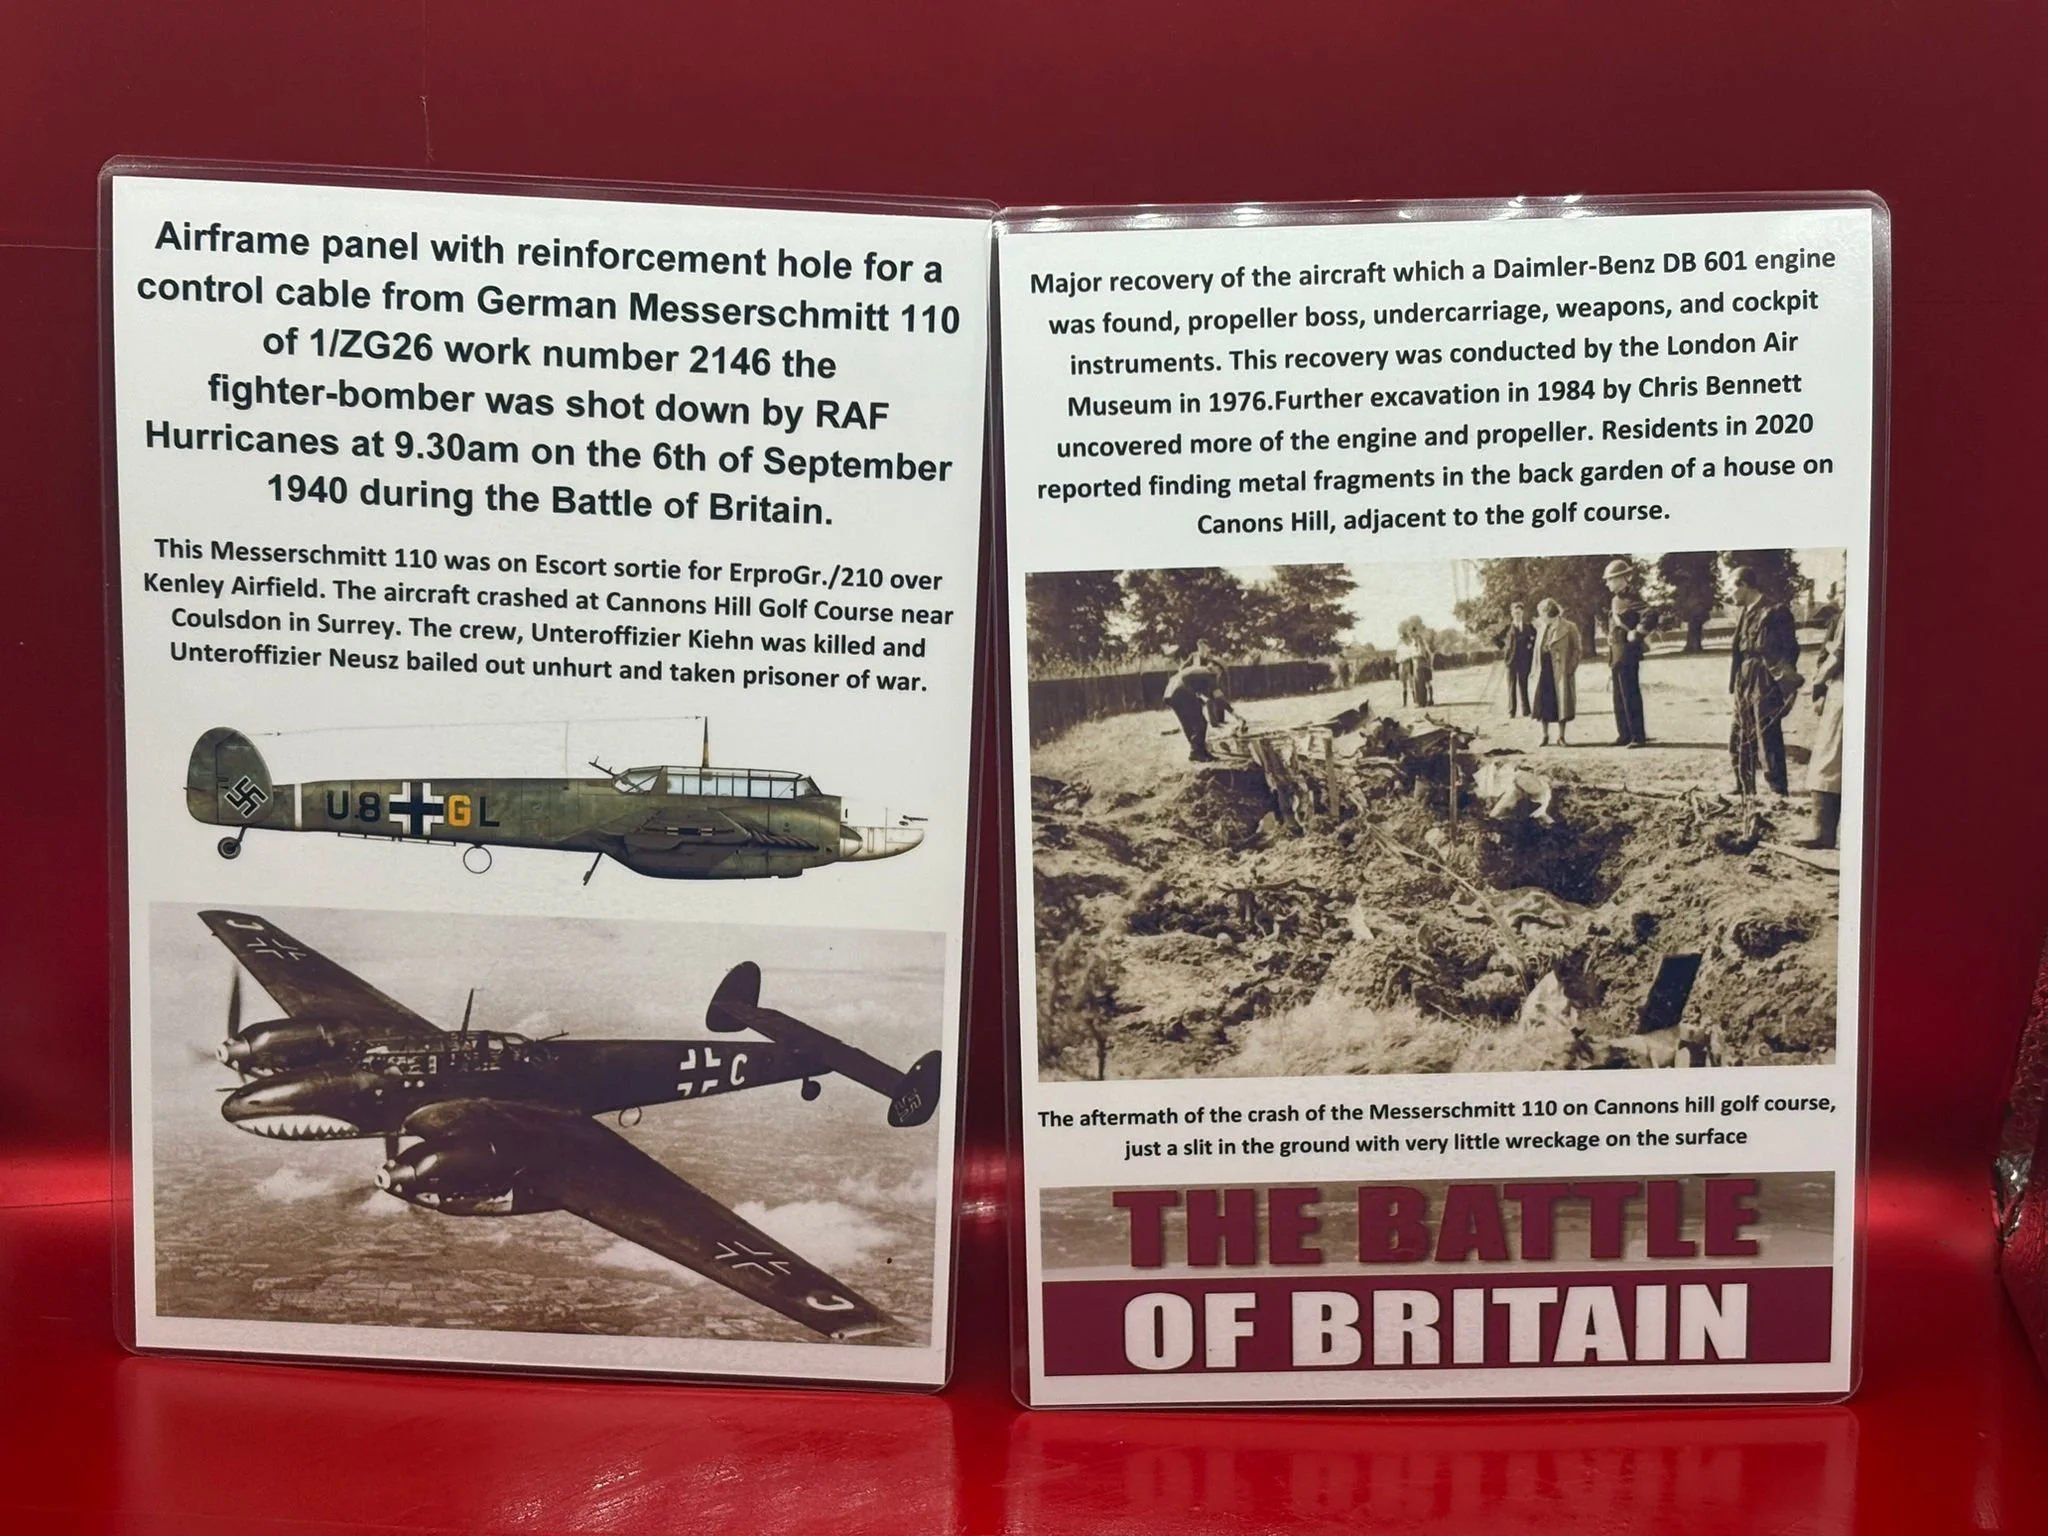 Airframe panel with reinforcement hole for a
control cable from German Messerschmitt 110
of 1/ZG26 work number 2146 the
fighter-bomber was shot down by RAF
Hurricanes at 9.30am on the 6th of September
1940 during the Battle of Britain.
This Messerschmitt 110 was on Escort sortie for ErproGr./210 over
Kenley Airfield. The aircraft crashed at Cannons Hill Golf Course near
Coulsdon in Surrey. The crew, Unteroffizier Kiehn was killed and
Unteroffizier Neusz bailed out unhurt and taken prisoner of war.
U8 GL
C
Major recovery of the aircraft which a Daimler-Benz DB 601 engine
was found, propeller boss, undercarriage, weapons, and cockpit
instruments. This recovery was conducted by the London Air
Museum in 1976.Further excavation in 1984 by Chris Bennett
uncovered more of the engine and propeller. Residents in 2020
reported finding metal fragments in the back garden of a house on
Canons Hill, adjacent to the golf course.
The aftermath of the crash of the Messerschmitt 110 on Cannons hill golf course,
just a slit in the ground with very little wreckage on the surface
THE BATTLE
OF BRITAIN